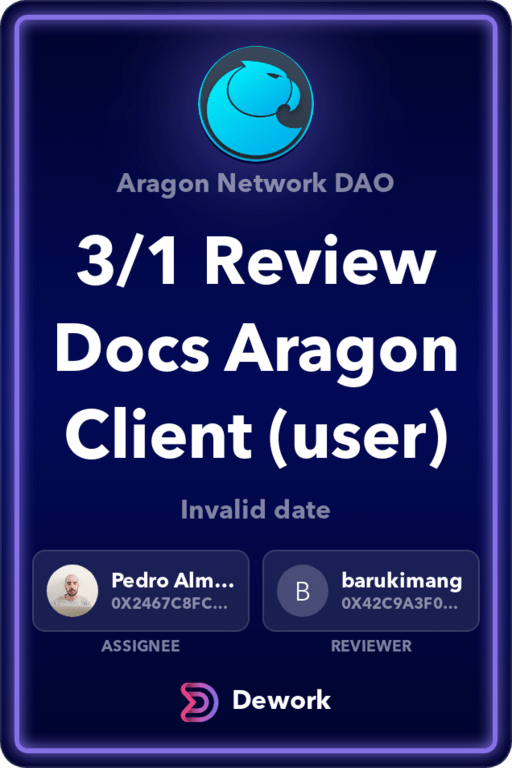 Aragon Network DAO
3/1 Review
Docs Aragon
Client (user)
Invalid date
Pedro Alm...
0X2467C8FC...
ASSIGNEE
B
barukimang
0X42C9A3F0...
REVIEWER
Dework